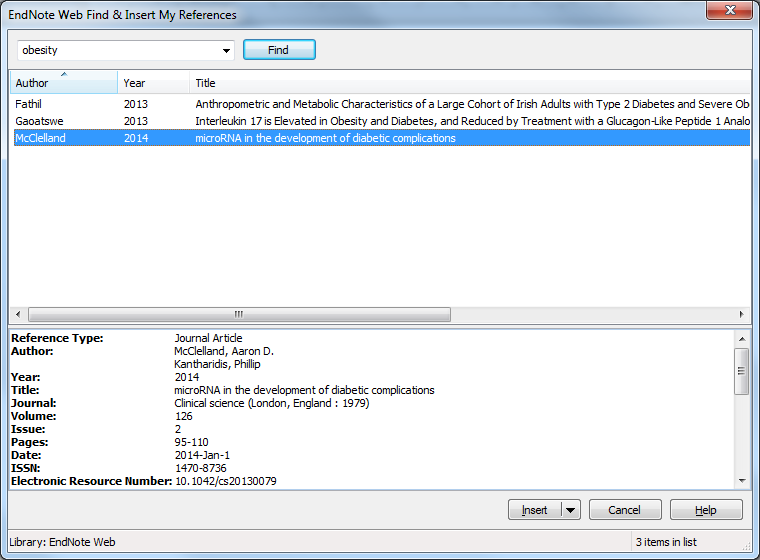 EndNote Web Find & Insert My References
obesity Find
Author Year Title
Fathil 2013 Anthropometric and Metabolic Characteristics of a Large Cohort of Irish Adults with Type 2 Diabetes and Severe Ob
Gaoatswe 2013 Interleukin 17 is Elevated in Obesity and Diabetes, and Reduced by Treatment with a Glucagon-Like Peptide 1 Analo
McClelland 2014 microRNA in the development of diabetic complications
Reference Type: Journal Article
Author: McClelland, Aaron D.
Kantharidis, Phillip
Year: 2014
Title: microRNA in the development of diabetic complications
Journal: Clinical science (London, England : 1979)
Volume: 126
Issue: 2
Pages: 95-110
Date: 2014-Jan-1
ISSN: 1470-8736
Electronic Resource Number: 10.1042/cs20130079
Insert Cancel Help
Library: EndNote Web 3 items in list